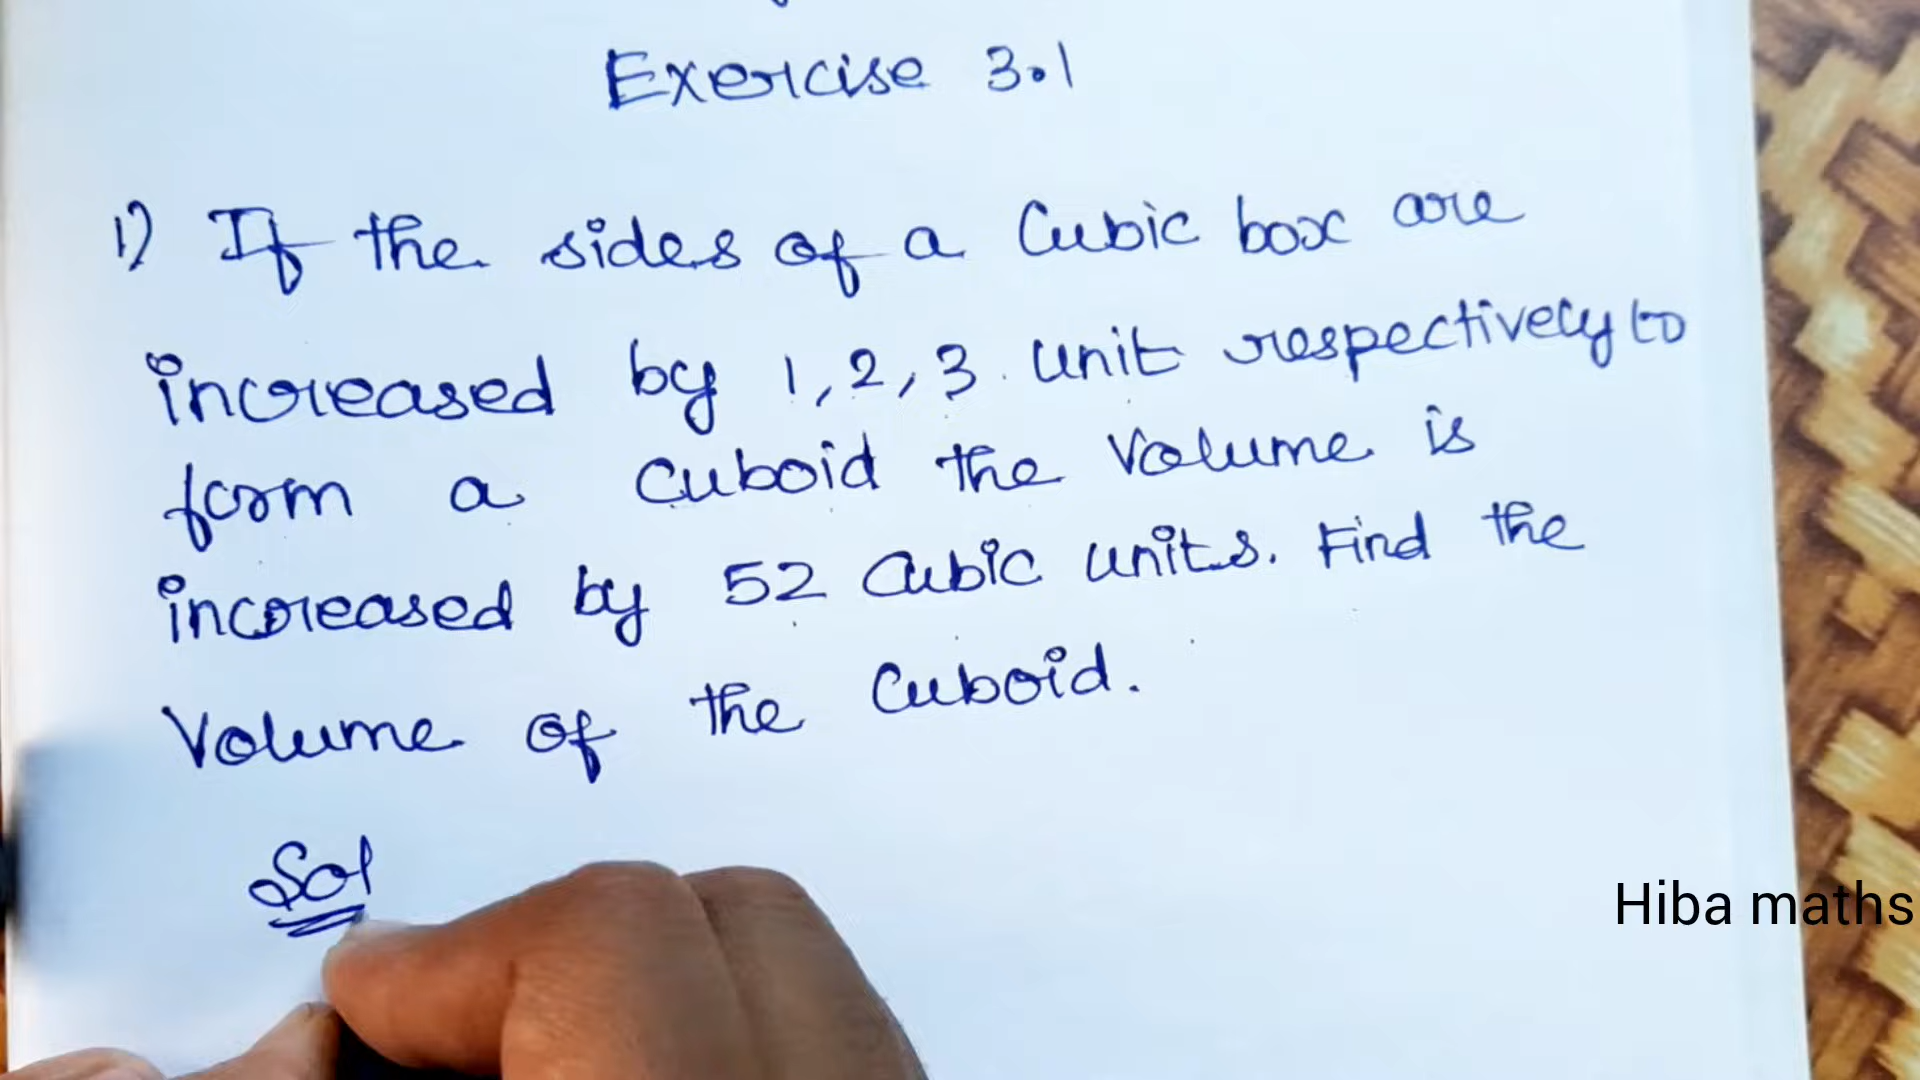 Exercise 3.1
1) If the sides of a Cubic box are
increased by 1, 2, 3 unit respectively to
form a cuboid the Volume is
increased by 52 Cubic units. Find the
Volume of the Cuboid.
Sol
Hiba maths